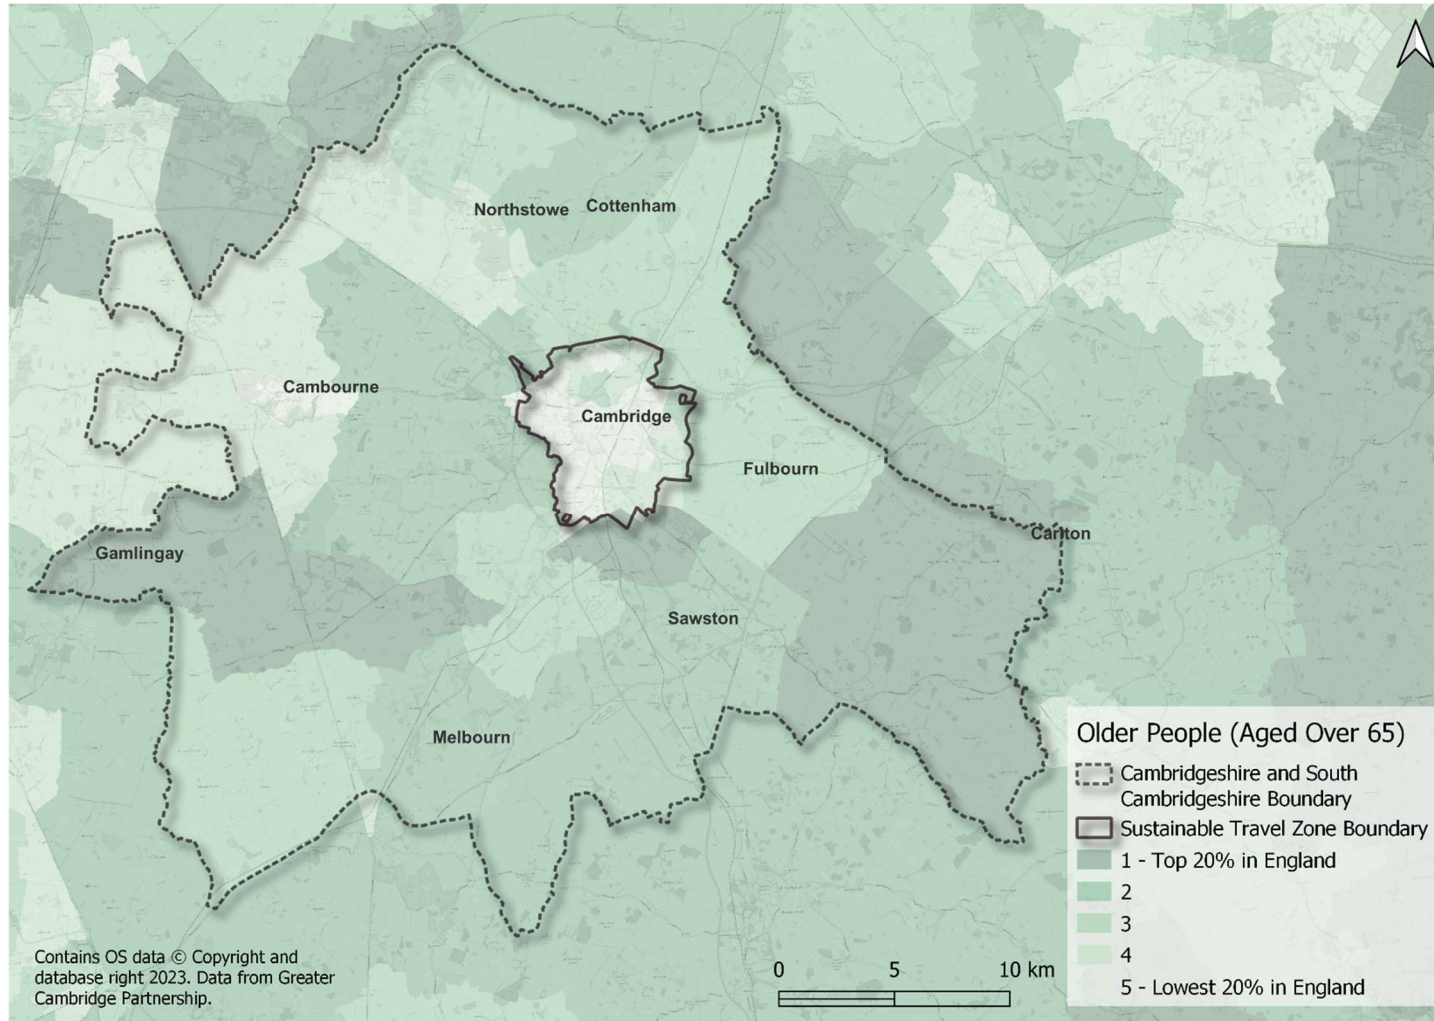 Northstowe
Cottenham
Cambourne
Cambridge
Fulbourn
Gamlingay
Carlton
Sawston
Melbourn
Older People (Aged Over 65)
Cambridgeshire and South
Cambridgeshire Boundary
Sustainable Travel Zone Boundary
1 - Top 20% in England
2
3
4
5 - Lowest 20% in England
Contains OS data © Copyright and
database right 2023. Data from Greater
Cambridge Partnership.
0 5 10 km